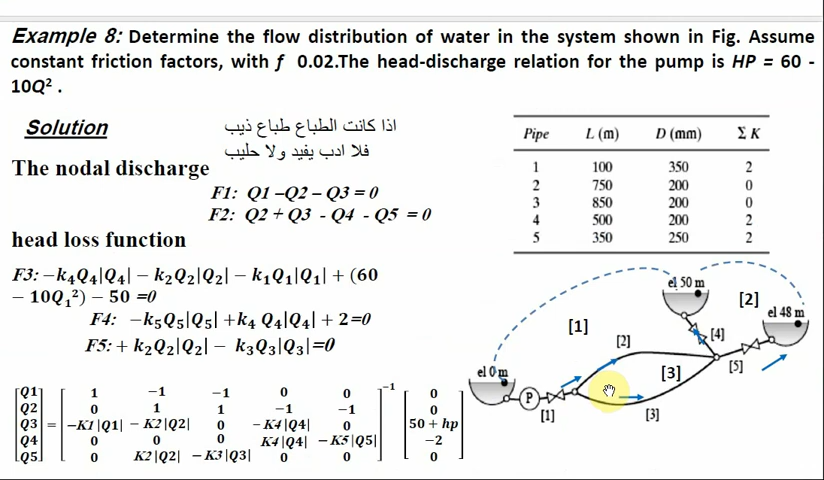 Example 8: Determine the flow distribution of water in the system shown in Fig. Assume
constant friction factors, with ƒ 0.02.The head-discharge relation for the pump is HP = 60 -
10Q² .
Solution
اذا كانت الطباع طباع ذيب
فلا ادب يفيد ولا حليب
The nodal discharge
F1: Q1 –Q2 – Q3 = 0
F2: Q2 + Q3 - Q4 - Q5 = 0
head loss function
F3: −k₄Q₄|Q₄| − k₂Q₂|Q₂| − k₁Q₁|Q₁| + (60
− 10Q₁²) − 50 =0
F4: −k₅Q₅|Q₅| +k₄ Q₄|Q₄| + 2=0
F5: + k₂Q₂|Q₂| − k₃Q₃|Q₃|=0
Pipe L (m) D (mm) Σ K
1 100 350 2
2 750 200 0
3 850 200 0
4 500 200 2
5 350 250 2
el 50 m
[2]
el 48 m
[1]
[2]
[4]
[3]
[5]
el 0 m
P
[1]
[3]
Q1 1 −1 −1 0 0 −1 0
Q2 0 1 1 −1 −1 0
Q3 = −K1|Q1| − K2|Q2| 0 − K4|Q4| 0 50 + hp
Q4 0 0 0 K4|Q4| − K5|Q5| −2
Q5 0 K2|Q2| − K3|Q3| 0 0 0